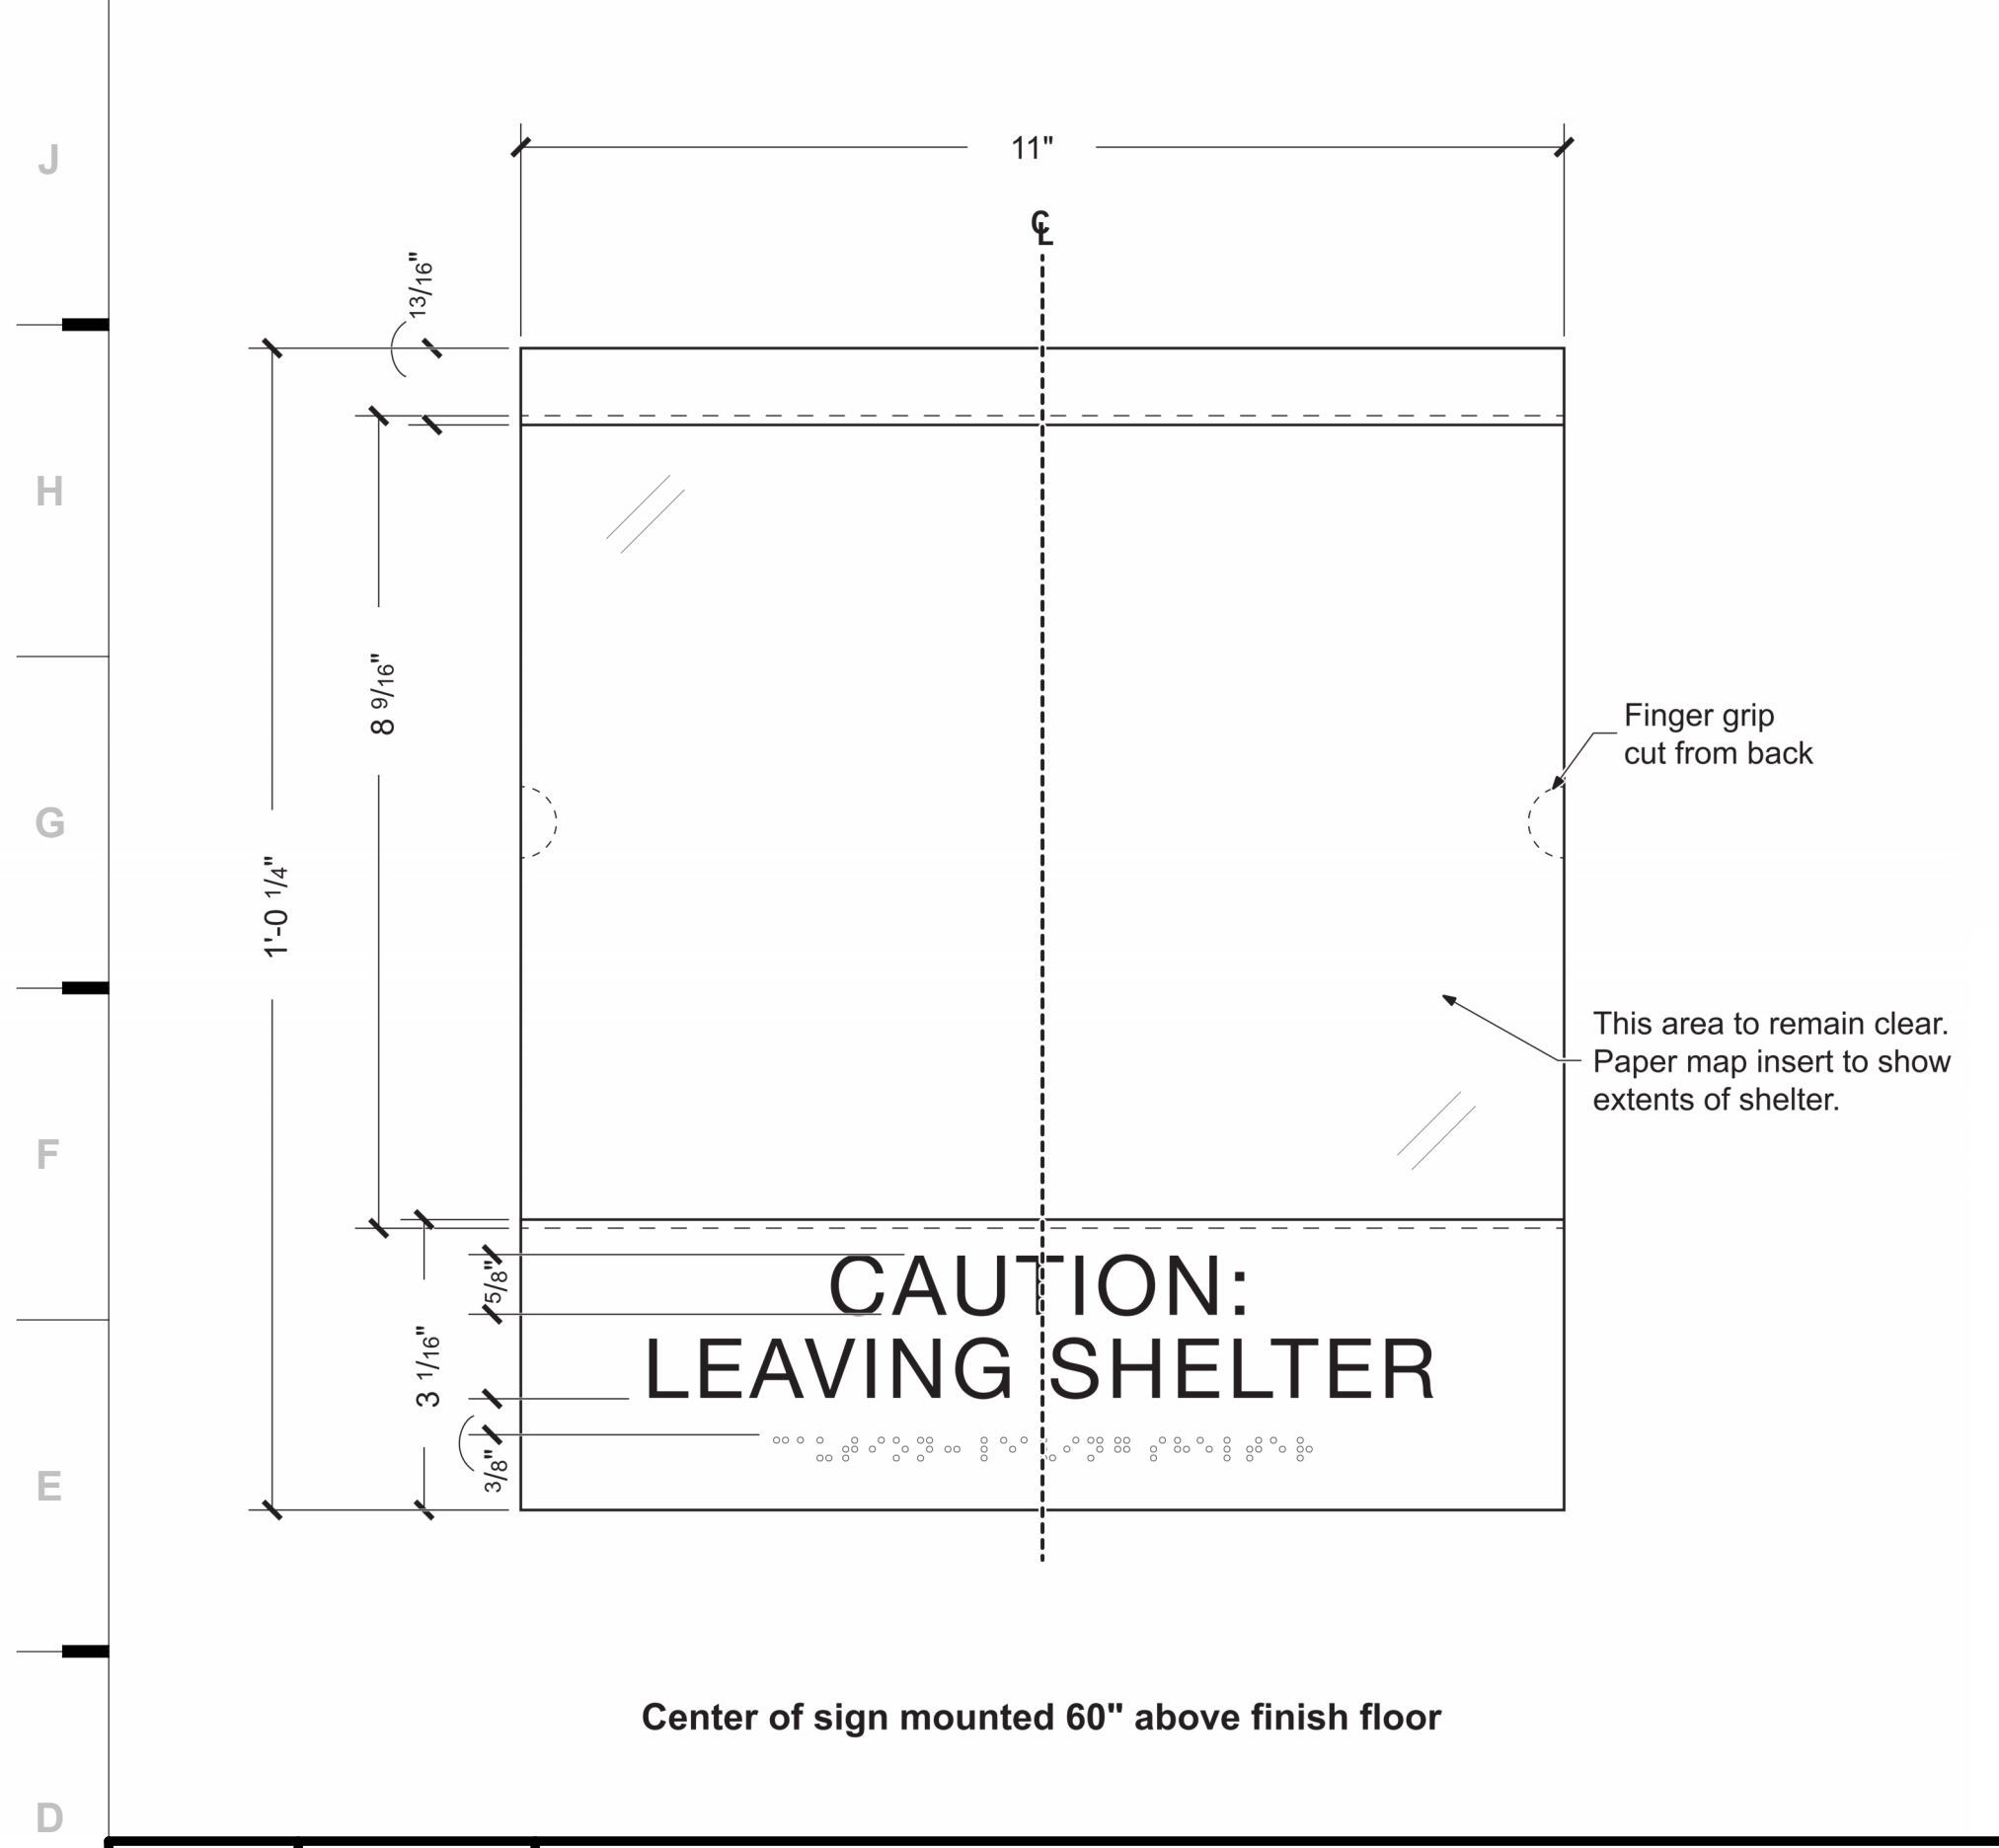 J
11"
℄
13/16"
H
8 9/16"
Finger grip
cut from back
G
1'-0 1/4"
This area to remain clear.
Paper map insert to show
extents of shelter.
F
5/8"
CAUTION:
3 1/16"
LEAVING SHELTER
3/8"
E
Center of sign mounted 60" above finish floor
D